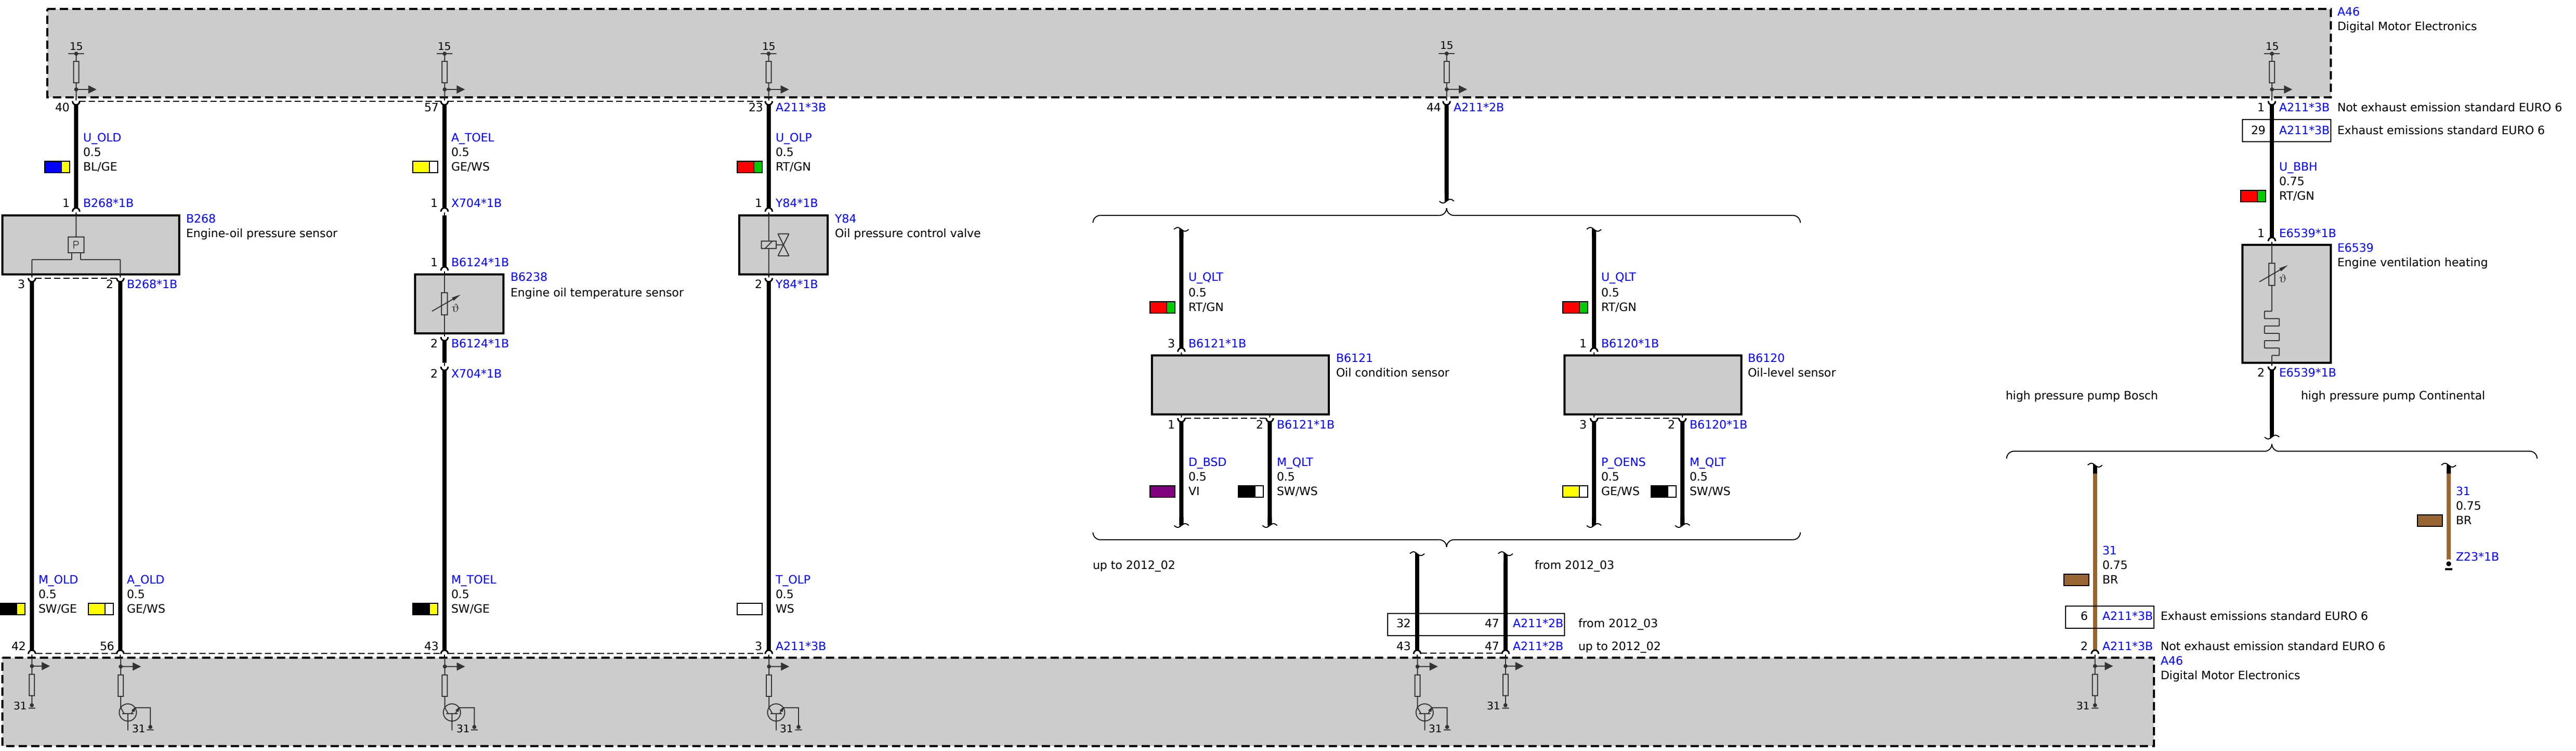 A46
Digital Motor Electronics
15
15
15
15
15
40
57
23 A211*3B
44 A211*2B
1 A211*3B Not exhaust emission standard EURO 6
29 A211*3B Exhaust emissions standard EURO 6
U_OLD
0.5
BL/GE
A_TOEL
0.5
GE/WS
U_OLP
0.5
RT/GN
U_BBH
0.75
RT/GN
1 B268*1B
1 X704*1B
1 Y84*1B
B268
Engine-oil pressure sensor
P
Y84
Oil pressure control valve
1 E6539*1B
E6539
Engine ventilation heating
ϑ
1 B6124*1B
B6238
Engine oil temperature sensor
ϑ
3
2 B268*1B
2 Y84*1B
U_QLT
0.5
RT/GN
U_QLT
0.5
RT/GN
2 B6124*1B
2 X704*1B
3 B6121*1B
B6121
Oil condition sensor
1 B6120*1B
B6120
Oil-level sensor
2 E6539*1B
high pressure pump Bosch
high pressure pump Continental
1
2 B6121*1B
3
2 B6120*1B
D_BSD
0.5
VI
M_QLT
0.5
SW/WS
P_OENS
0.5
GE/WS
M_QLT
0.5
SW/WS
31
0.75
BR
Z23*1B
31
0.75
BR
up to 2012_02
from 2012_03
M_OLD
0.5
SW/GE
A_OLD
0.5
GE/WS
M_TOEL
0.5
SW/GE
T_OLP
0.5
WS
32
47 A211*2B from 2012_03
6 A211*3B Exhaust emissions standard EURO 6
42
56
43
3 A211*3B
43
47 A211*2B up to 2012_02
2 A211*3B Not exhaust emission standard EURO 6
A46
Digital Motor Electronics
31
31
31
31
31
31
31